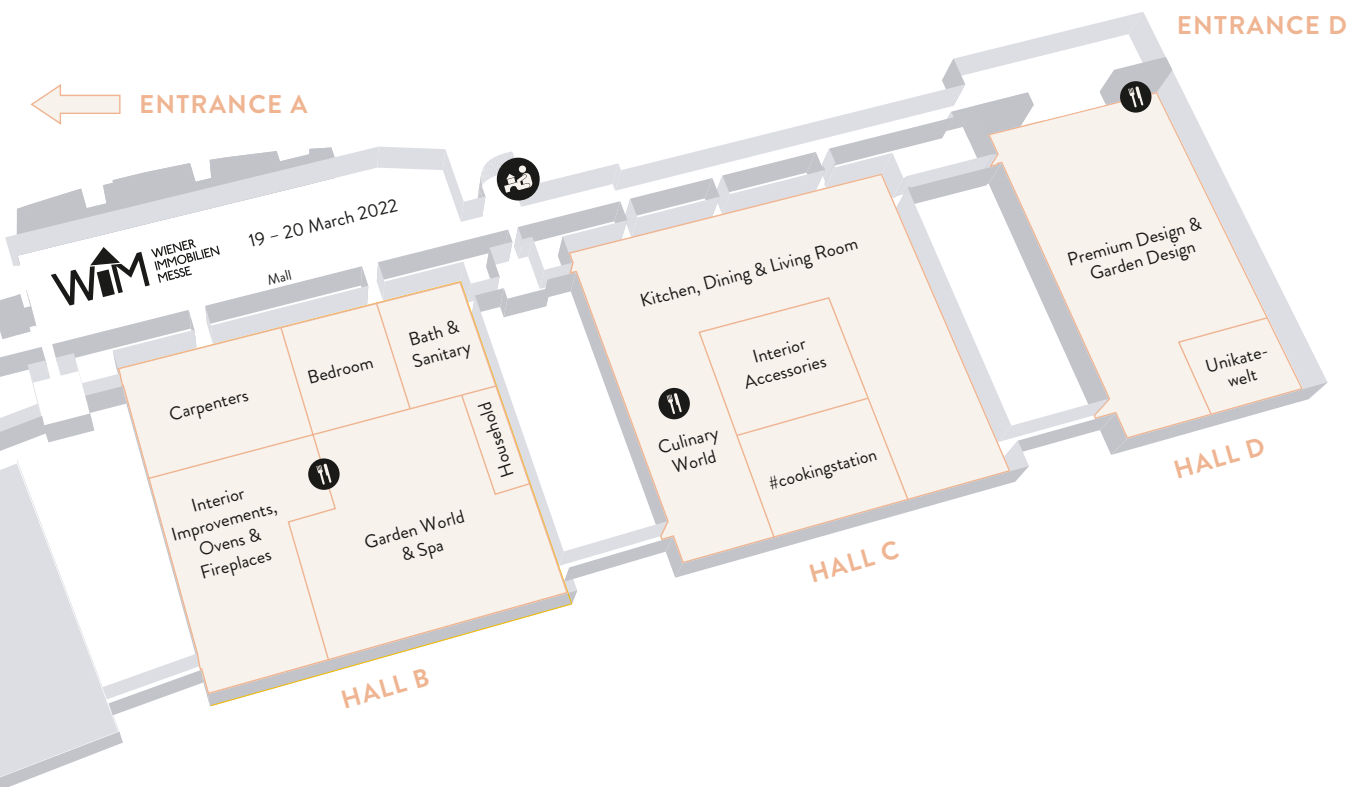 ENTRANCE D
ENTRANCE A
19 – 20 March 2022
WIM
WIENER
IMMOBILIEN
MESSE
Mall
Carpenters
Bedroom
Bath &
Sanitary
Household
Interior
Improvements,
Ovens &
Fireplaces
Garden World
& Spa
HALL B
Kitchen, Dining & Living Room
Interior
Accessories
Culinary
World
#cookingstation
HALL C
Premium Design &
Garden Design
Unikate-
welt
HALL D